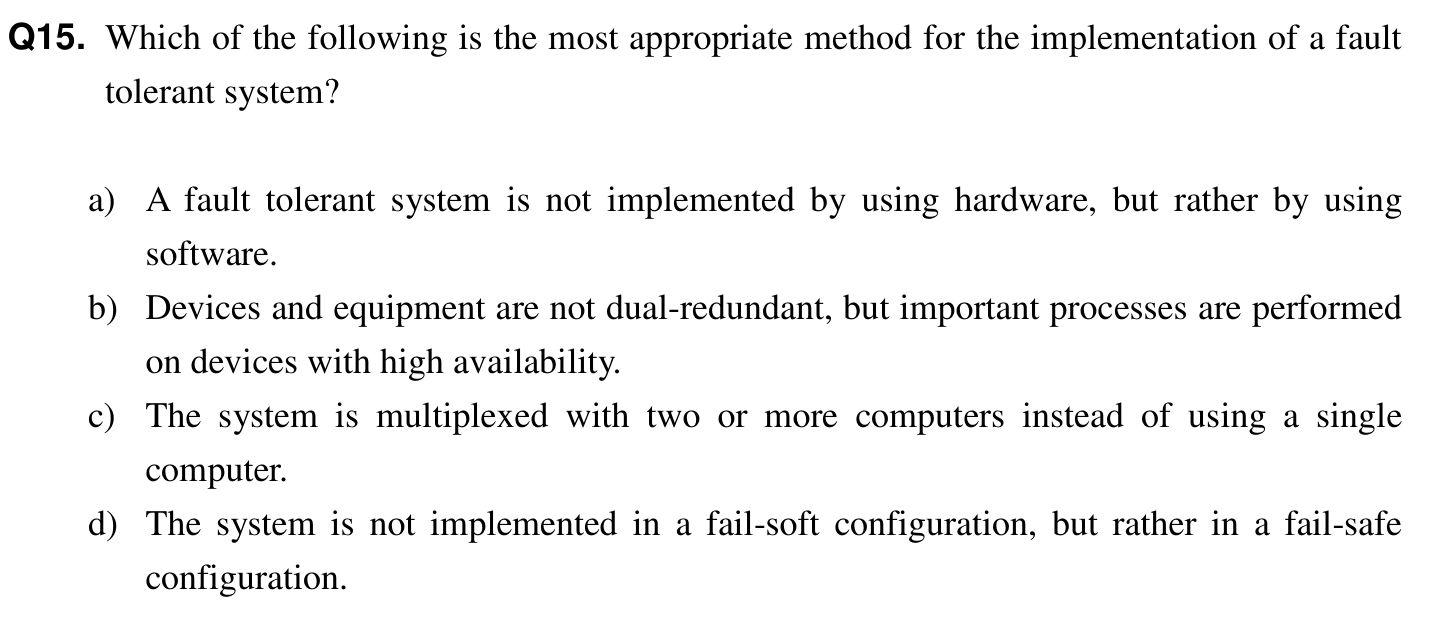 Q15. Which of the following is the most appropriate method for the implementation of a fault
tolerant system?
a) A fault tolerant system is not implemented by using hardware, but rather by using
software.
b) Devices and equipment are not dual-redundant, but important processes are performed
on devices with high availability.
c) The system is multiplexed with two or more computers instead of using a single
computer.
d) The system is not implemented in a fail-soft configuration, but rather in a fail-safe
configuration.